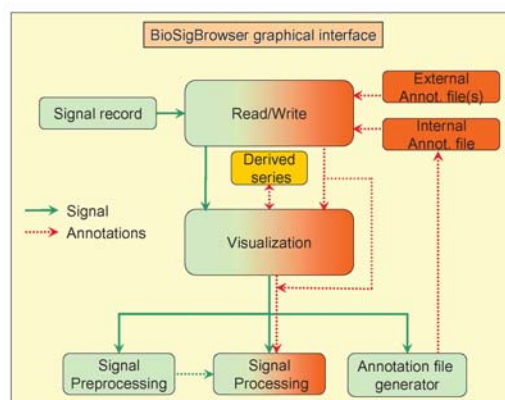 BioSigBrowser graphical interface
External
Annot. file(s)
Signal record
Read/Write
Internal
Annot. file
Derived
series
Signal
Annotations
Visualization
Signal
Preprocessing
Signal
Processing
Annotation file
generator